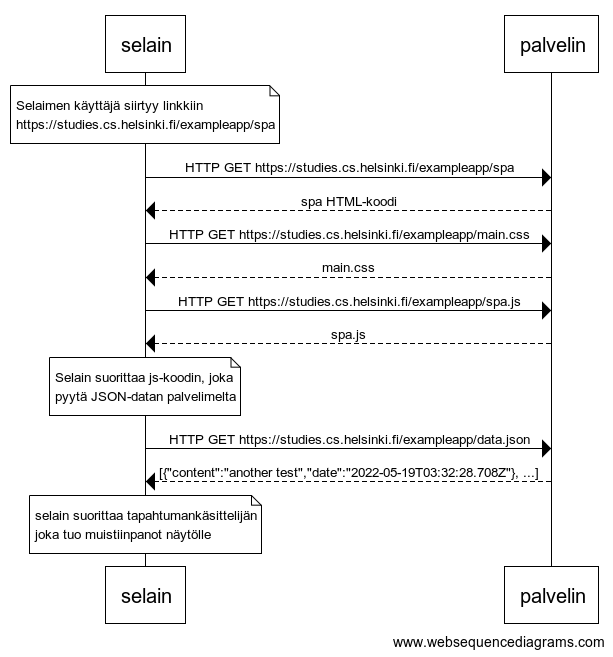 selain
palvelin
Selaimen käyttäjä siirtyy linkkiin
https://studies.cs.helsinki.fi/exampleapp/spa
HTTP GET https://studies.cs.helsinki.fi/exampleapp/spa
spa HTML-koodi
HTTP GET https://studies.cs.helsinki.fi/exampleapp/main.css
main.css
HTTP GET https://studies.cs.helsinki.fi/exampleapp/spa.js
spa.js
Selain suorittaa js-koodin, joka
pyytä JSON-datan palvelimelta
HTTP GET https://studies.cs.helsinki.fi/exampleapp/data.json
[{"content":"another test","date":"2022-05-19T03:32:28.708Z"}, ...]
selain suorittaa tapahtumankäsittelijän
joka tuo muistiinpanot näytölle
selain
palvelin
www.websequencediagrams.com